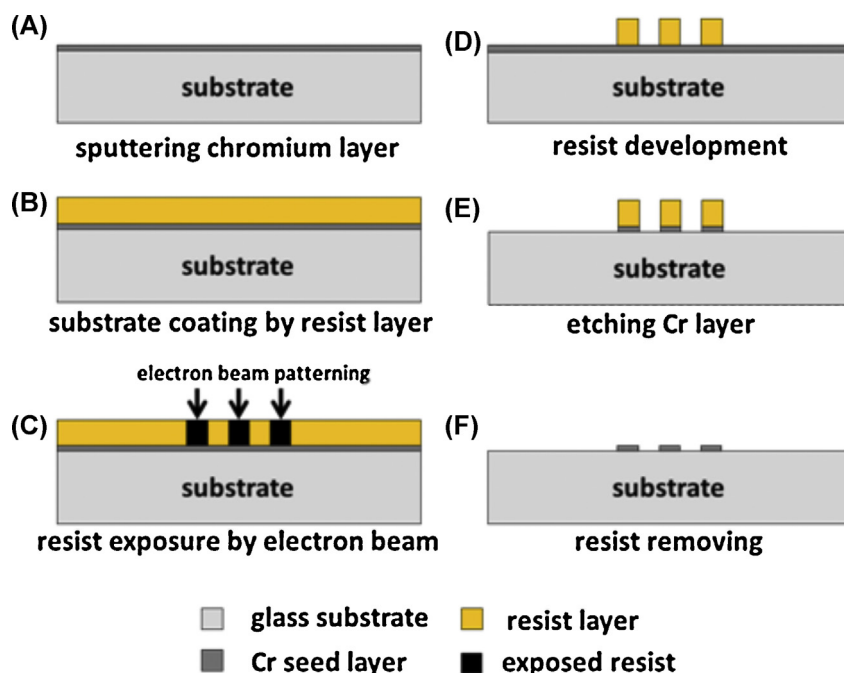 (A)
substrate
sputtering chromium layer
(B)
substrate
substrate coating by resist layer
electron beam patterning
(C)
substrate
resist exposure by electron beam
(D)
substrate
resist development
(E)
substrate
etching Cr layer
(F)
substrate
resist removing
glass substrate
resist layer
Cr seed layer
exposed resist